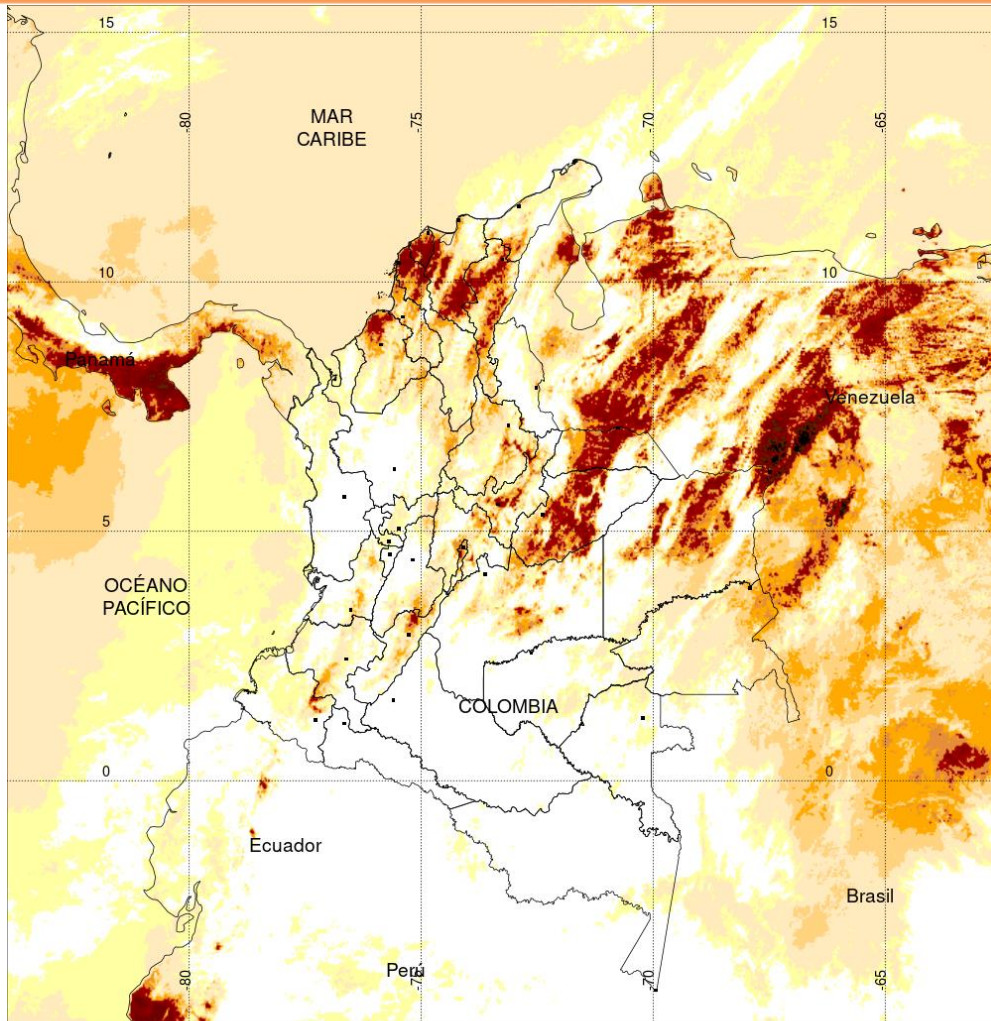 15
15
MAR
CARIBE
-80
-75
-70
-65
10
10
Panamá
Venezuela
5
5
OCÉANO
PACÍFICO
COLOMBIA
0
0
Ecuador
Brasil
Perú
-80
-75
-70
-65